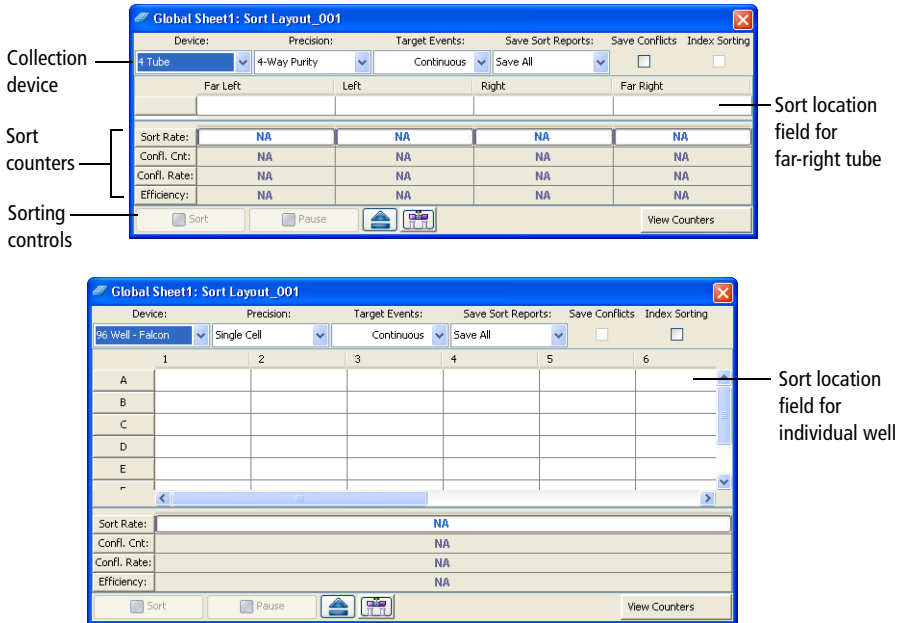 Global Sheet1: Sort Layout_001
Device: Precision: Target Events: Save Sort Reports: Save Conflicts Index Sorting
4 Tube 4-Way Purity Continuous Save All
Far Left Left Right Far Right
Sort Rate: NA NA NA NA
Confl. Cnt: NA NA NA NA
Confl. Rate: NA NA NA NA
Efficiency: NA NA NA NA
Sort Pause View Counters
Collection
device
Sort
counters
Sorting
controls
Sort location
field for
far-right tube
Global Sheet1: Sort Layout_001
Device: Precision: Target Events: Save Sort Reports: Save Conflicts Index Sorting
96 Well - Falcon Single Cell Continuous Save All
1 2 3 4 5 6
A
B
C
D
E
Sort Rate: NA
Confl. Cnt: NA
Confl. Rate: NA
Efficiency: NA
Sort Pause View Counters
Sort location
field for
individual well